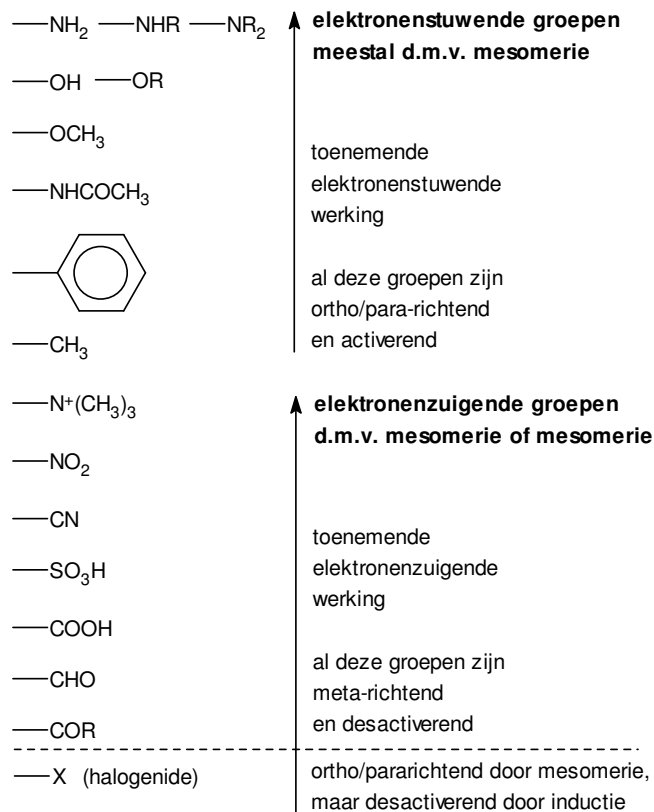 NH2 NHR NR2 elektronenstuwende groepen
meestal d.m.v. mesomerie
OH OR
OCH3
toenemende
NHCOCH3 elektronenstuwende
werking
al deze groepen zijn
ortho/para-richtend
CH3 en activerend
N+(CH3)3 elektronenzuigende groepen
d.m.v. mesomerie of mesomerie
NO2
CN
toenemende
SO3H elektronenzuigende
werking
COOH
al deze groepen zijn
CHO
meta-richtend
COR en desactiverend
X (halogenide) ortho/pararichtend door mesomerie,
maar desactiverend door inductie